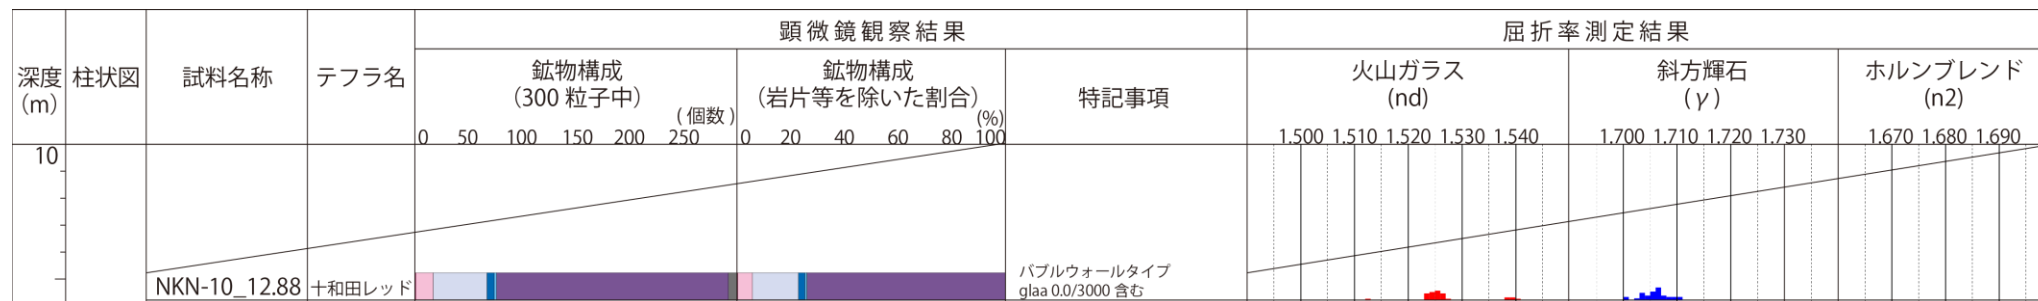 顕微鏡観察結果
屈折率測定結果
深度
(m)
柱状図
試料名称
テフラ名
鉱物構成
(300 粒子中)
(個数)
0 50 100 150 200 250
鉱物構成
(岩片等を除いた割合)
(%)
0 20 40 60 80 100
特記事項
火山ガラス
(nd)
1.500 1.510 1.520 1.530 1.540
斜方輝石
(γ)
1.700 1.710 1.720 1.730
ホルンブレンド
(n2)
1.670 1.680 1.690
10
NKN-10_12.88
十和田レッド
バブルウォールタイプ
glaa 0.0/3000 含む